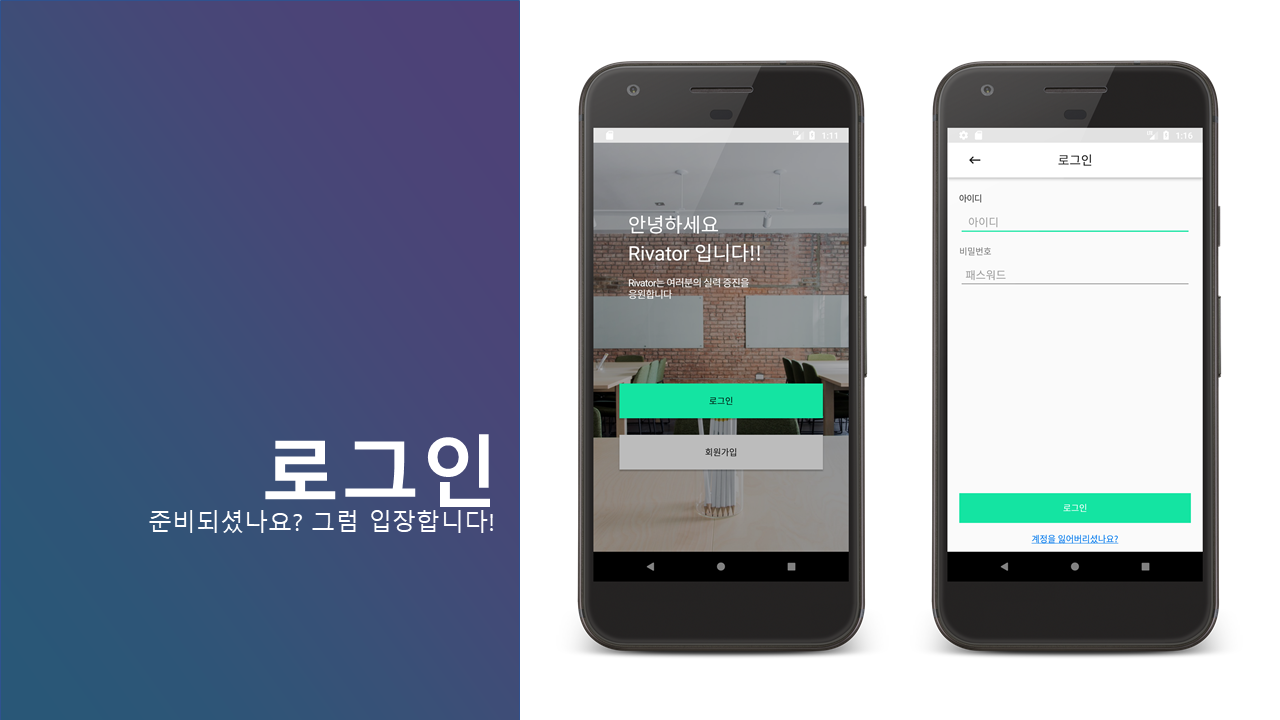 로그인
준비되셨나요? 그럼 입장합니다!
1:11
안녕하세요
Rivator 입니다!!
Rivator는 여러분의 실력 증진을
응원합니다
로그인
회원가입
1:16
로그인
아이디
아이디
비밀번호
패스워드
로그인
계정을 잃어버리셨나요?